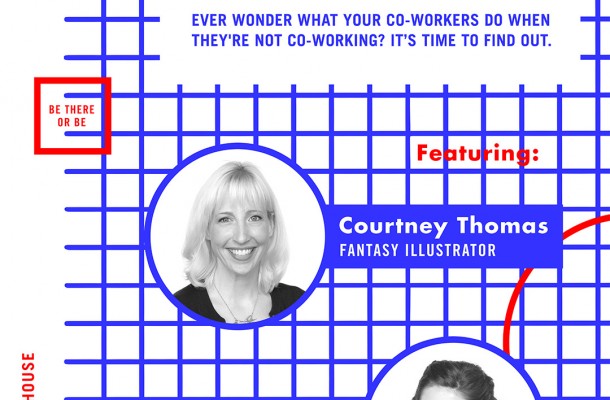 EVER WONDER WHAT YOUR CO-WORKERS DO WHEN
THEY'RE NOT CO-WORKING? IT'S TIME TO FIND OUT.
BE THERE
OR BE
Featuring:
Courtney Thomas
FANTASY ILLUSTRATOR
HOUSE